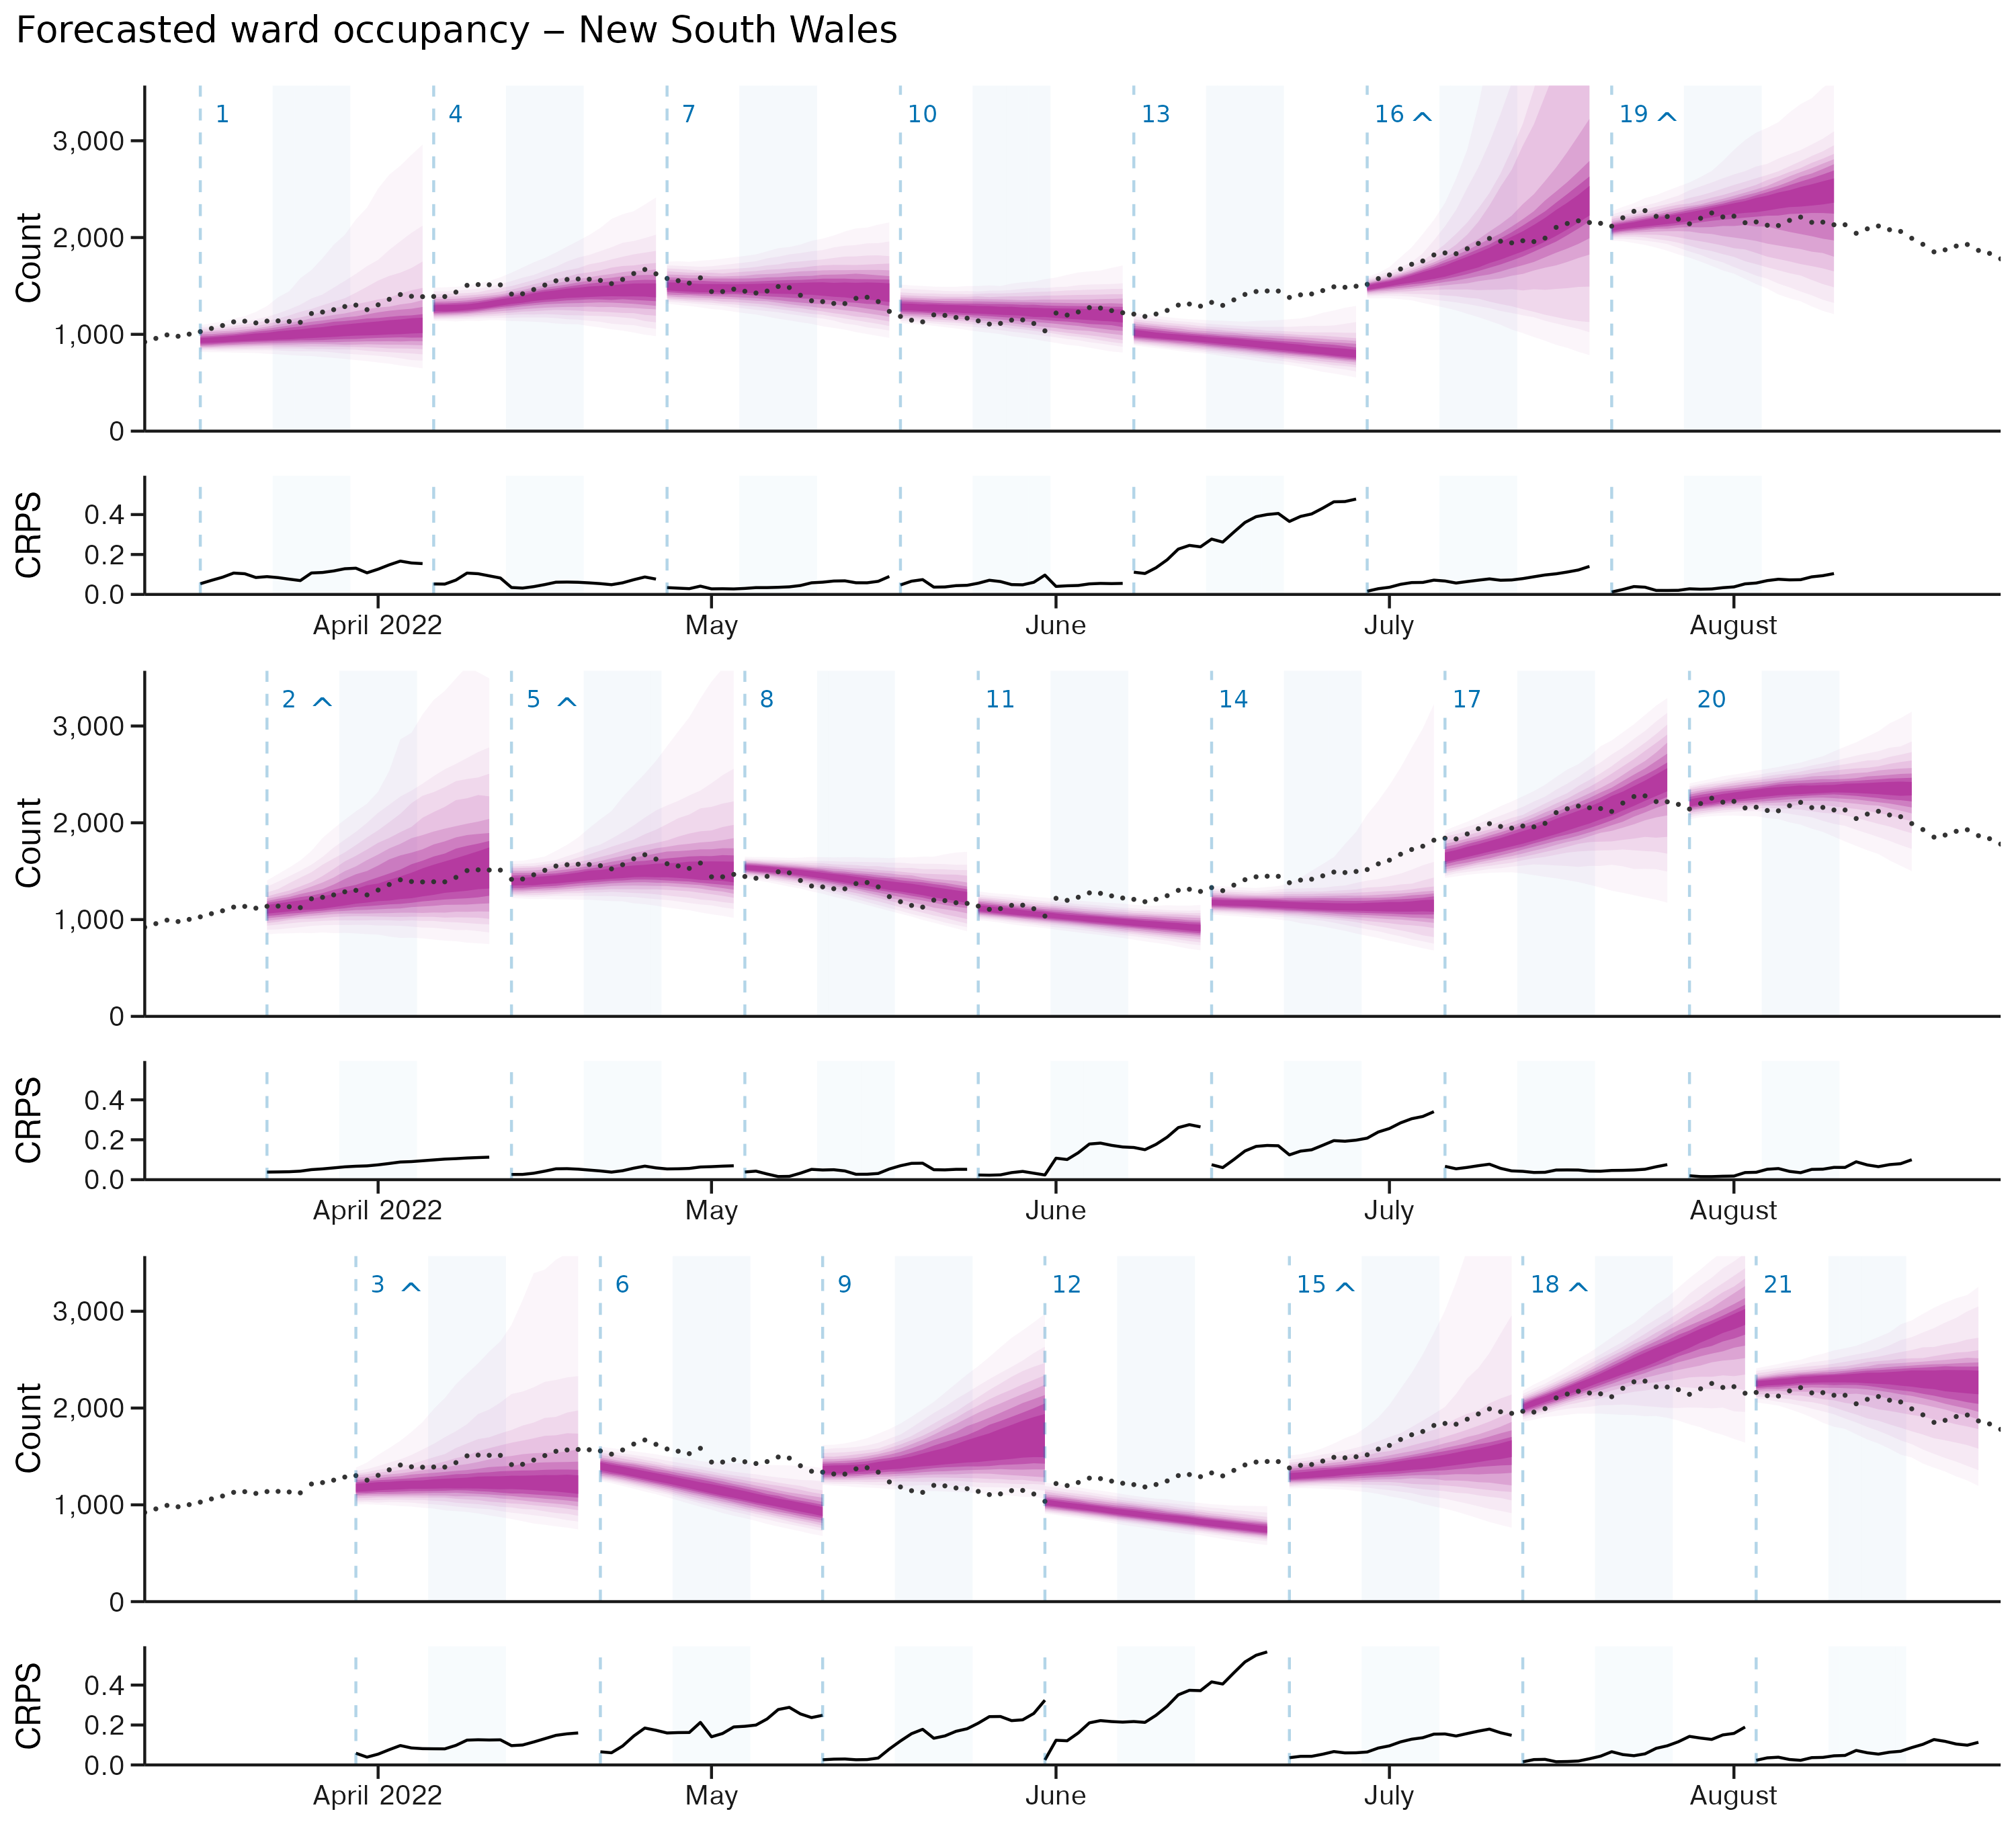 Forecasted ward occupancy – New South Wales
1 4 7 10 13 16 ^ 19 ^
Count
3,000
2,000
1,000
0
CRPS
0.4
0.2
0.0
April 2022 May June July August
2 ^ 5 ^ 8 11 14 17 20
Count
3,000
2,000
1,000
0
CRPS
0.4
0.2
0.0
April 2022 May June July August
3 ^ 6 9 12 15 ^ 18 ^ 21
Count
3,000
2,000
1,000
0
CRPS
0.4
0.2
0.0
April 2022 May June July August